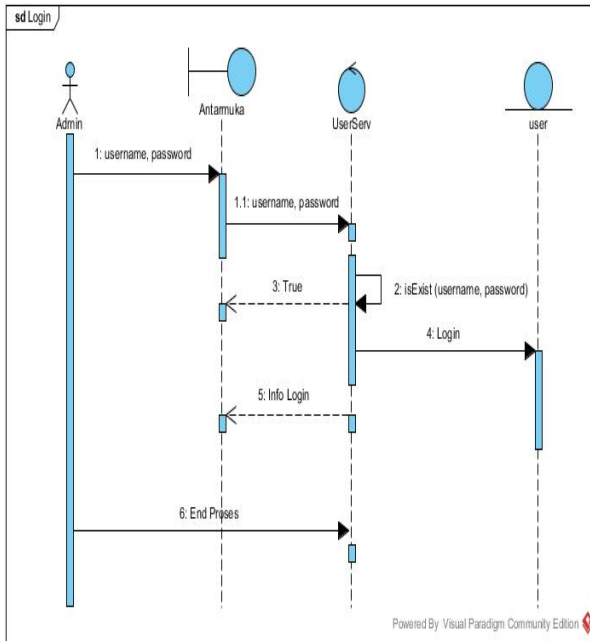 sd Login
Admin
Antarmuka
UserServ
user
1: username, password
1.1: username, password
2: isExist (username, password)
3: True
4: Login
5: Info Login
6: End Proses
Powered By Visual Paradigm Community Edition